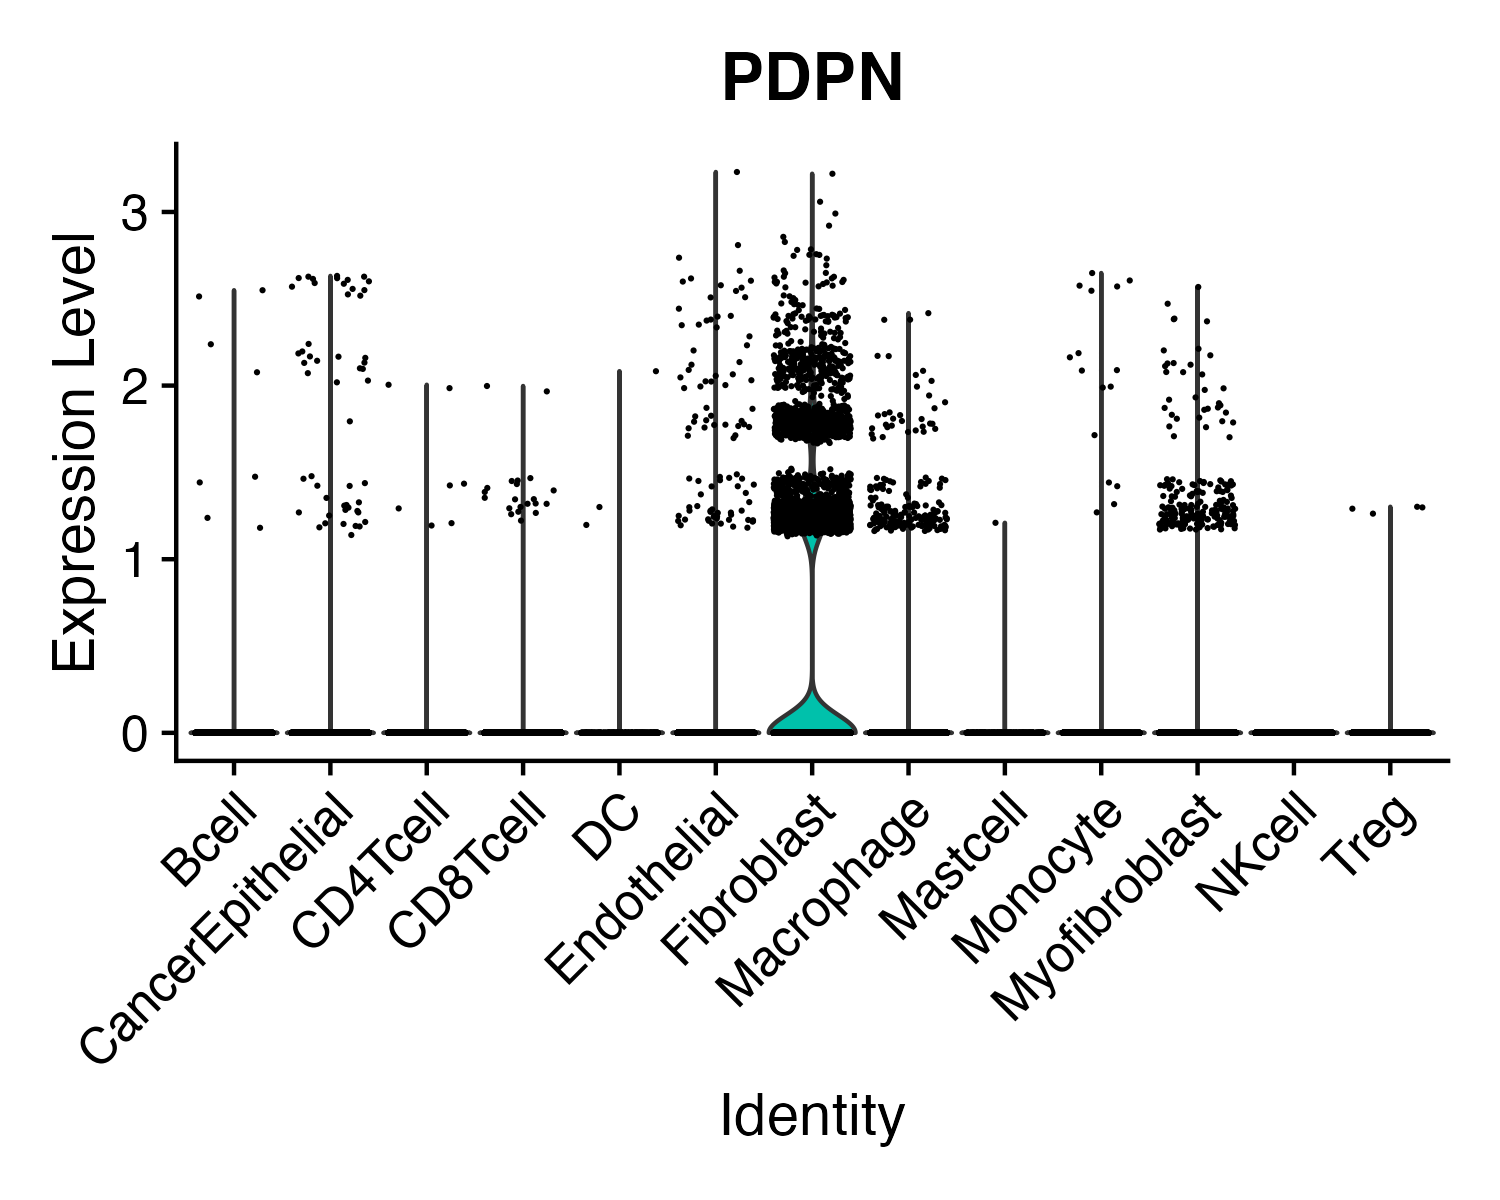 PDPN
Expression Level
3
2
1
0
Bcell
CancerEpithelial
CD4Tcell
CD8Tcell
DC
Endothelial
Fibroblast
Macrophage
Mastcell
Monocyte
Myofibroblast
NKcell
Treg
Identity